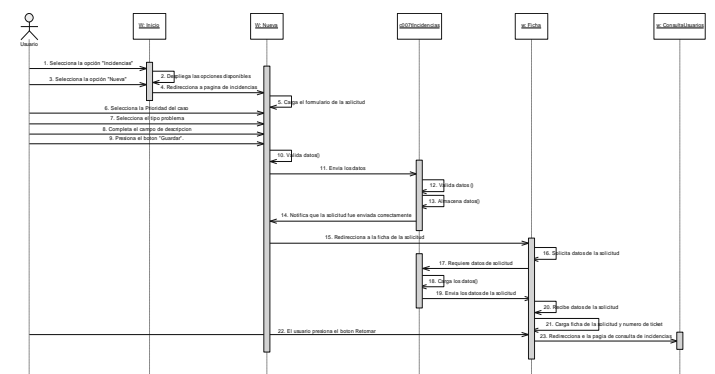 W: Inicio
W: Nueva
c007fIncidencias
w: Ficha
w: ConsultaUsuarios
Usuario
1. Selecciona la opción "Incidencias"
2. Despliega las opciones disponibles
3. Selecciona la opción "Nueva"
4. Redirecciona a pagina de incidencias
5. Carga el formulario de la solicitud
6. Selecciona la Prioridad del caso
7. Selecciona el tipo problema
8. Completa el campo de descripcion
9. Presiona el boton "Guardar".
10. Válida datos()
11. Envia los datos
12. Válida datos ()
13. Almacena datos()
14. Notifica que la solicitud fue enviada correctamente
15. Redirecciona a la ficha de la solicitud
16. Solicita datos de la solicitud
17. Requiere datos de solicitud
18. Carga los datos()
19. Envia los datos de la solicitud
20. Recibe datos de la solicitud
21. Carga ficha de la solicitud y numero de ticket
22. El usuario presiona el boton Retornar
23. Redirecciona a la pagia de consulta de incidencias